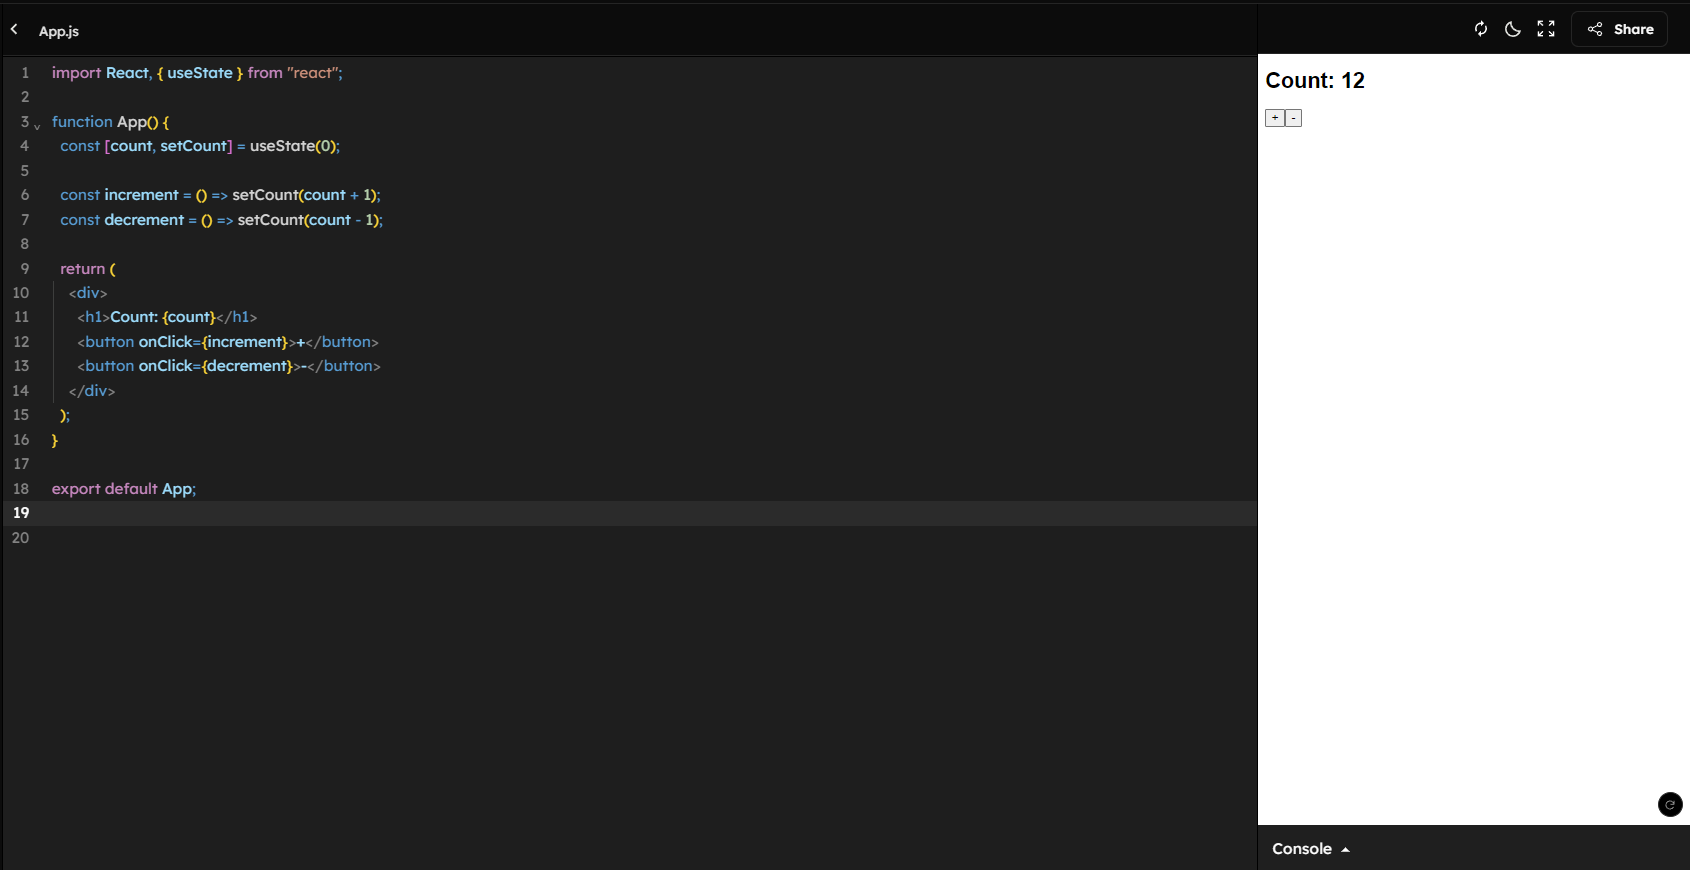 App.js
Share
1 import React, { useState } from "react";
2
3 function App() {
4 const [count, setCount] = useState(0);
5
6 const increment = () => setCount(count + 1);
7 const decrement = () => setCount(count - 1);
8
9 return (
10 <div>
11 <h1>Count: {count}</h1>
12 <button onClick={increment}>+</button>
13 <button onClick={decrement}>-</button>
14 </div>
15 );
16 }
17
18 export default App;
19
20
Count: 12
+ -
Console